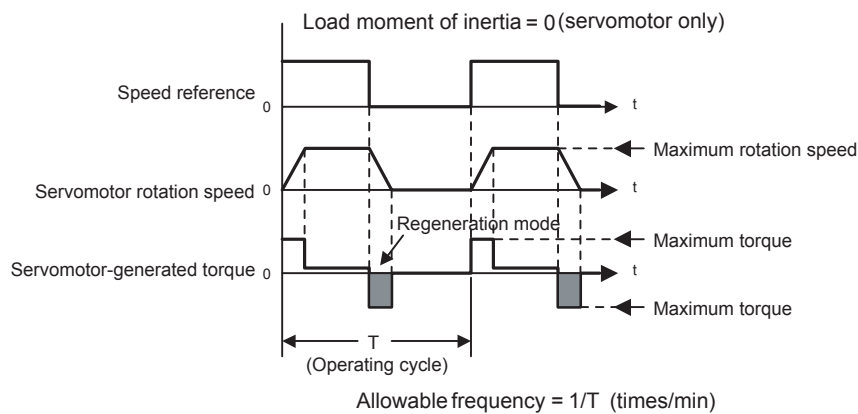 Load moment of inertia = 0 (servomotor only)
Speed reference
0
t
Maximum rotation speed
Servomotor rotation speed
0
t
Regeneration mode
Maximum torque
Servomotor-generated torque
0
t
Maximum torque
T
(Operating cycle)
Allowable frequency = 1/T (times/min)